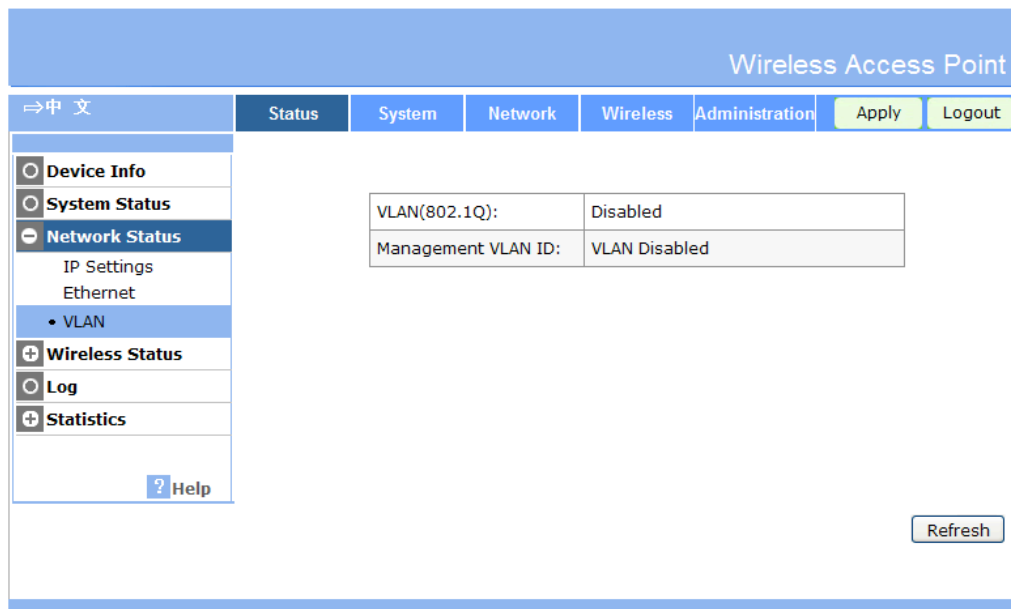 Wireless Access Point
⇒中 文
Status System Network Wireless Administration Apply Logout
Device Info
System Status
Network Status
IP Settings
Ethernet
• VLAN
Wireless Status
Log
Statistics
? Help
VLAN(802.1Q): Disabled
Management VLAN ID: VLAN Disabled
Refresh